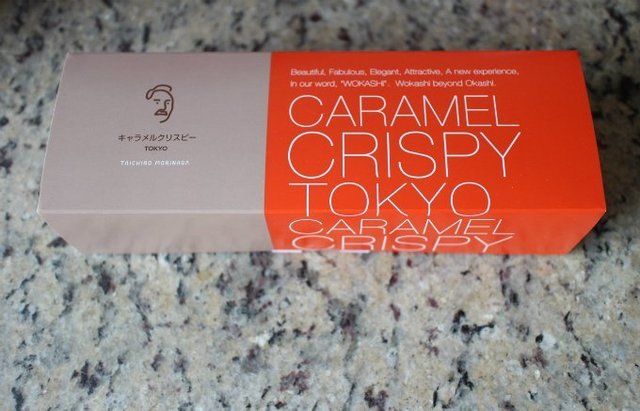 キャラメルクリスピー
TOKYO
TAICHIRO MORINAGA
Beautiful, Fabulous, Elegant, Attractive, A new experience,
In our word, "WOKASHI". Wokashi beyond Okashi.
CARAMEL
CRISPY
TOKYO
CARAMEL
CRISPY